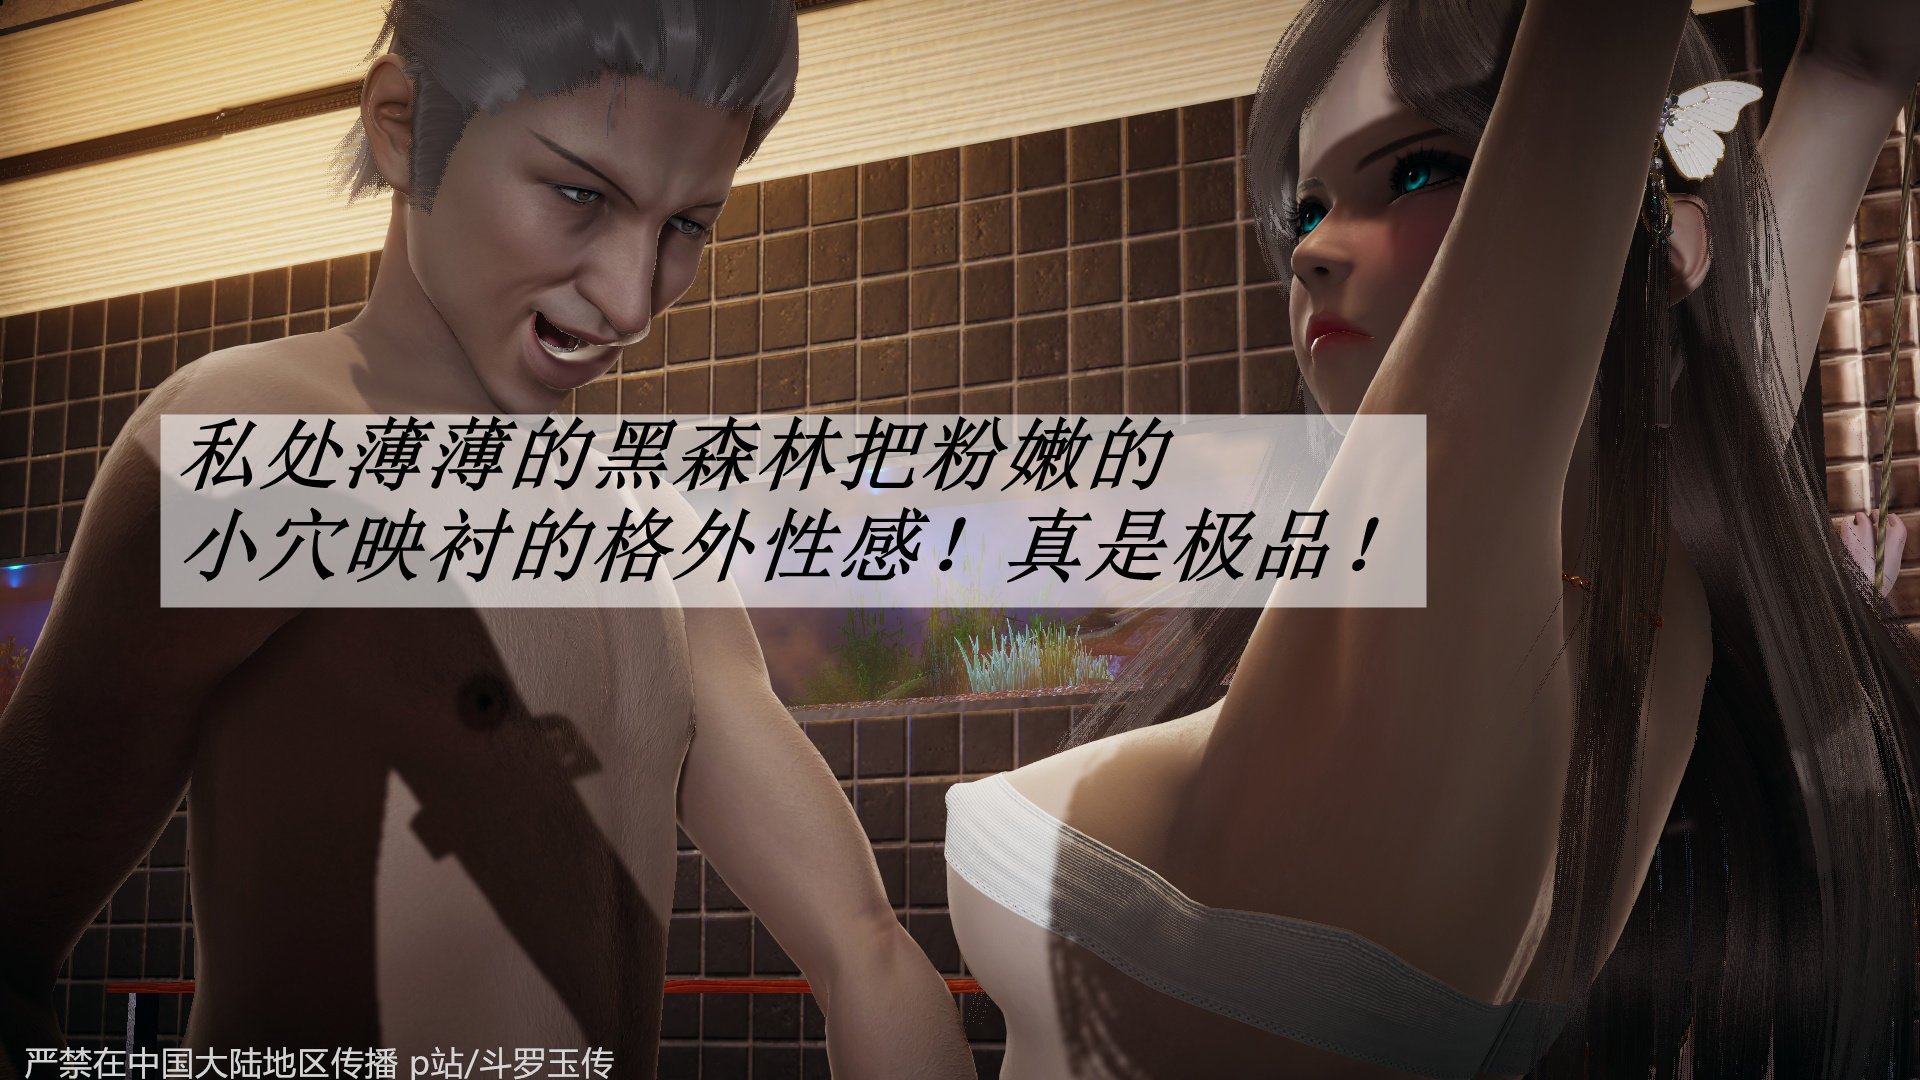 私处薄薄的黑森林把粉嫩的
小穴映衬的格外性感！真是极品！
严禁在中国大陆地区传播 p站/斗罗玉传